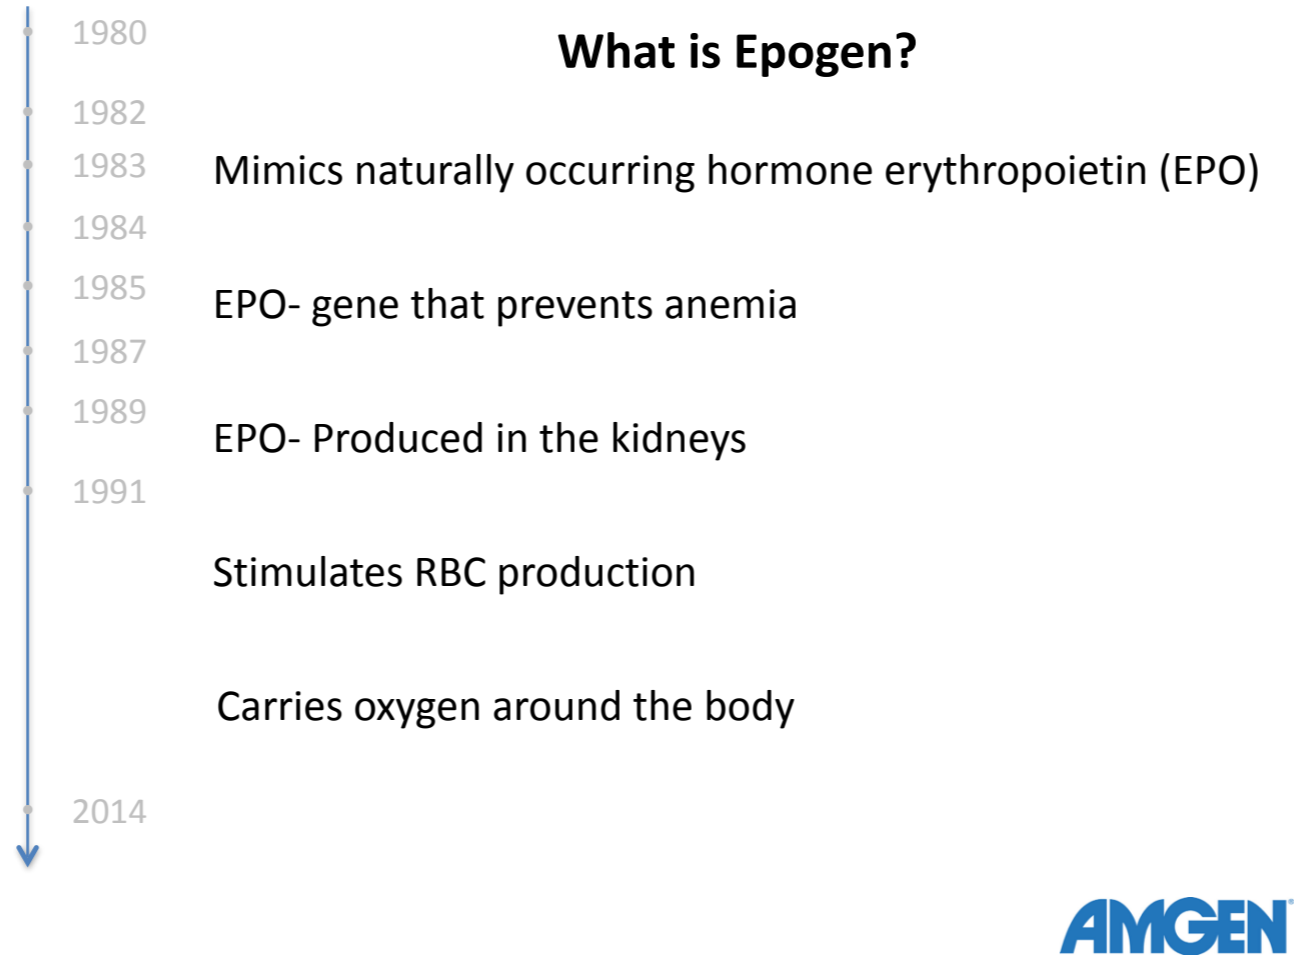 What is Epogen?
1980
1982
1983
1984
1985
1987
1989
1991
2014
Mimics naturally occurring hormone erythropoietin (EPO)
EPO- gene that prevents anemia
EPO- Produced in the kidneys
Stimulates RBC production
Carries oxygen around the body
AMGEN®